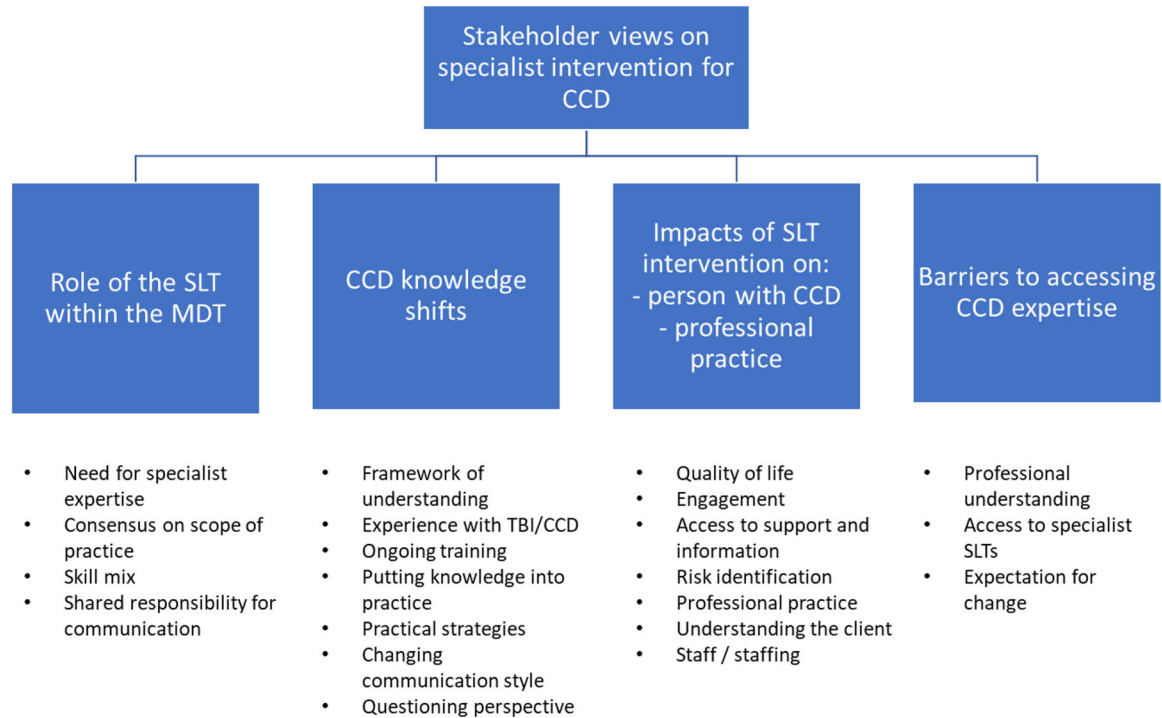 Stakeholder views on
specialist intervention for
CCD
Role of the SLT
within the MDT
CCD knowledge
shifts
Impacts of SLT
intervention on:
- person with CCD
- professional
practice
Barriers to accessing
CCD expertise
• Need for specialist
expertise
• Consensus on scope of
practice
• Skill mix
• Shared responsibility for
communication
• Framework of
understanding
• Experience with TBI/CCD
• Ongoing training
• Putting knowledge into
practice
• Practical strategies
• Changing
communication style
• Questioning perspective
• Quality of life
• Engagement
• Access to support and
information
• Risk identification
• Professional practice
• Understanding the client
• Staff / staffing
• Professional
understanding
• Access to specialist
SLTs
• Expectation for
change